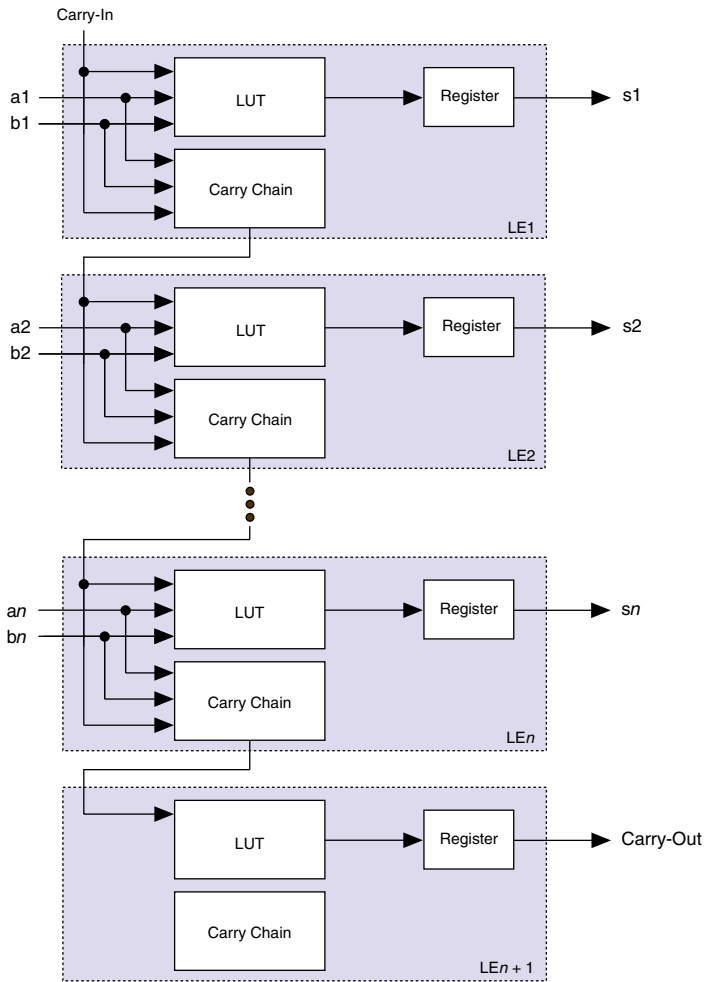 Carry-In
a1
b1
LUT
Register
s1
Carry Chain
LE1
a2
b2
LUT
Register
s2
Carry Chain
LE2
an
bn
LUT
Register
sn
Carry Chain
LEn
LUT
Register
Carry-Out
Carry Chain
LEn + 1